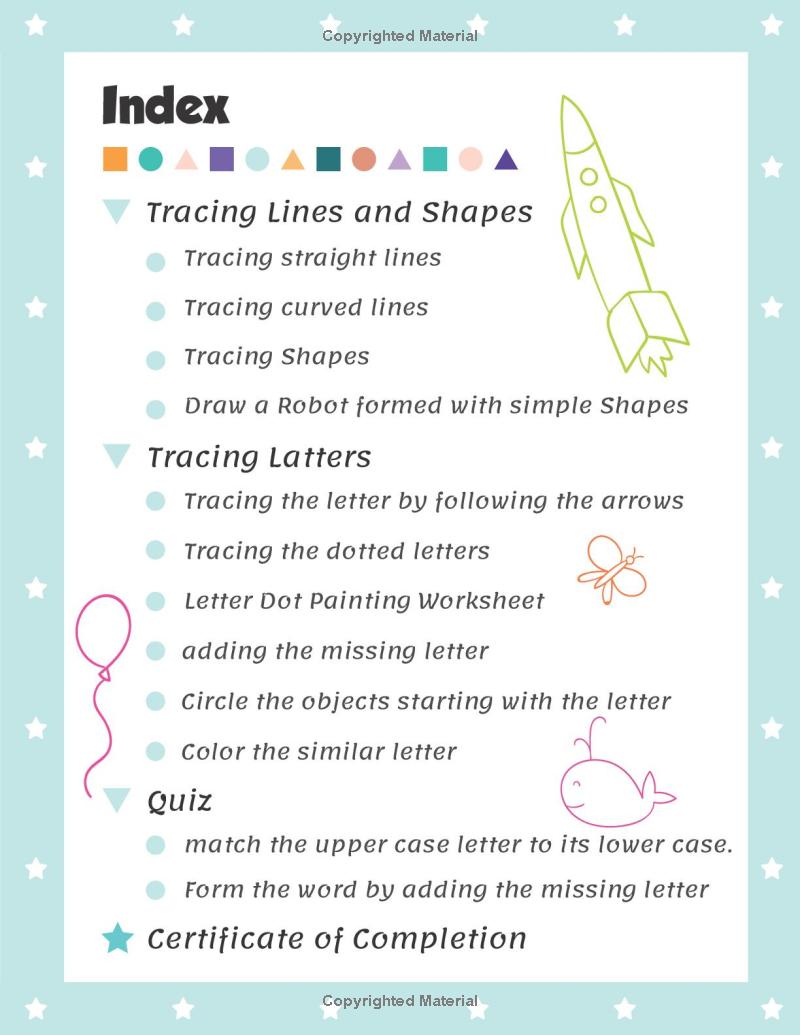 Copyrighted Material
Index
Tracing Lines and Shapes
Tracing straight lines
Tracing curved lines
Tracing Shapes
Draw a Robot formed with simple Shapes
Tracing Latters
Tracing the letter by following the arrows
Tracing the dotted letters
Letter Dot Painting Worksheet
adding the missing letter
Circle the objects starting with the letter
Color the similar letter
Quiz
match the upper case letter to its lower case.
Form the word by adding the missing letter
Certificate of Completion
Copyrighted Material